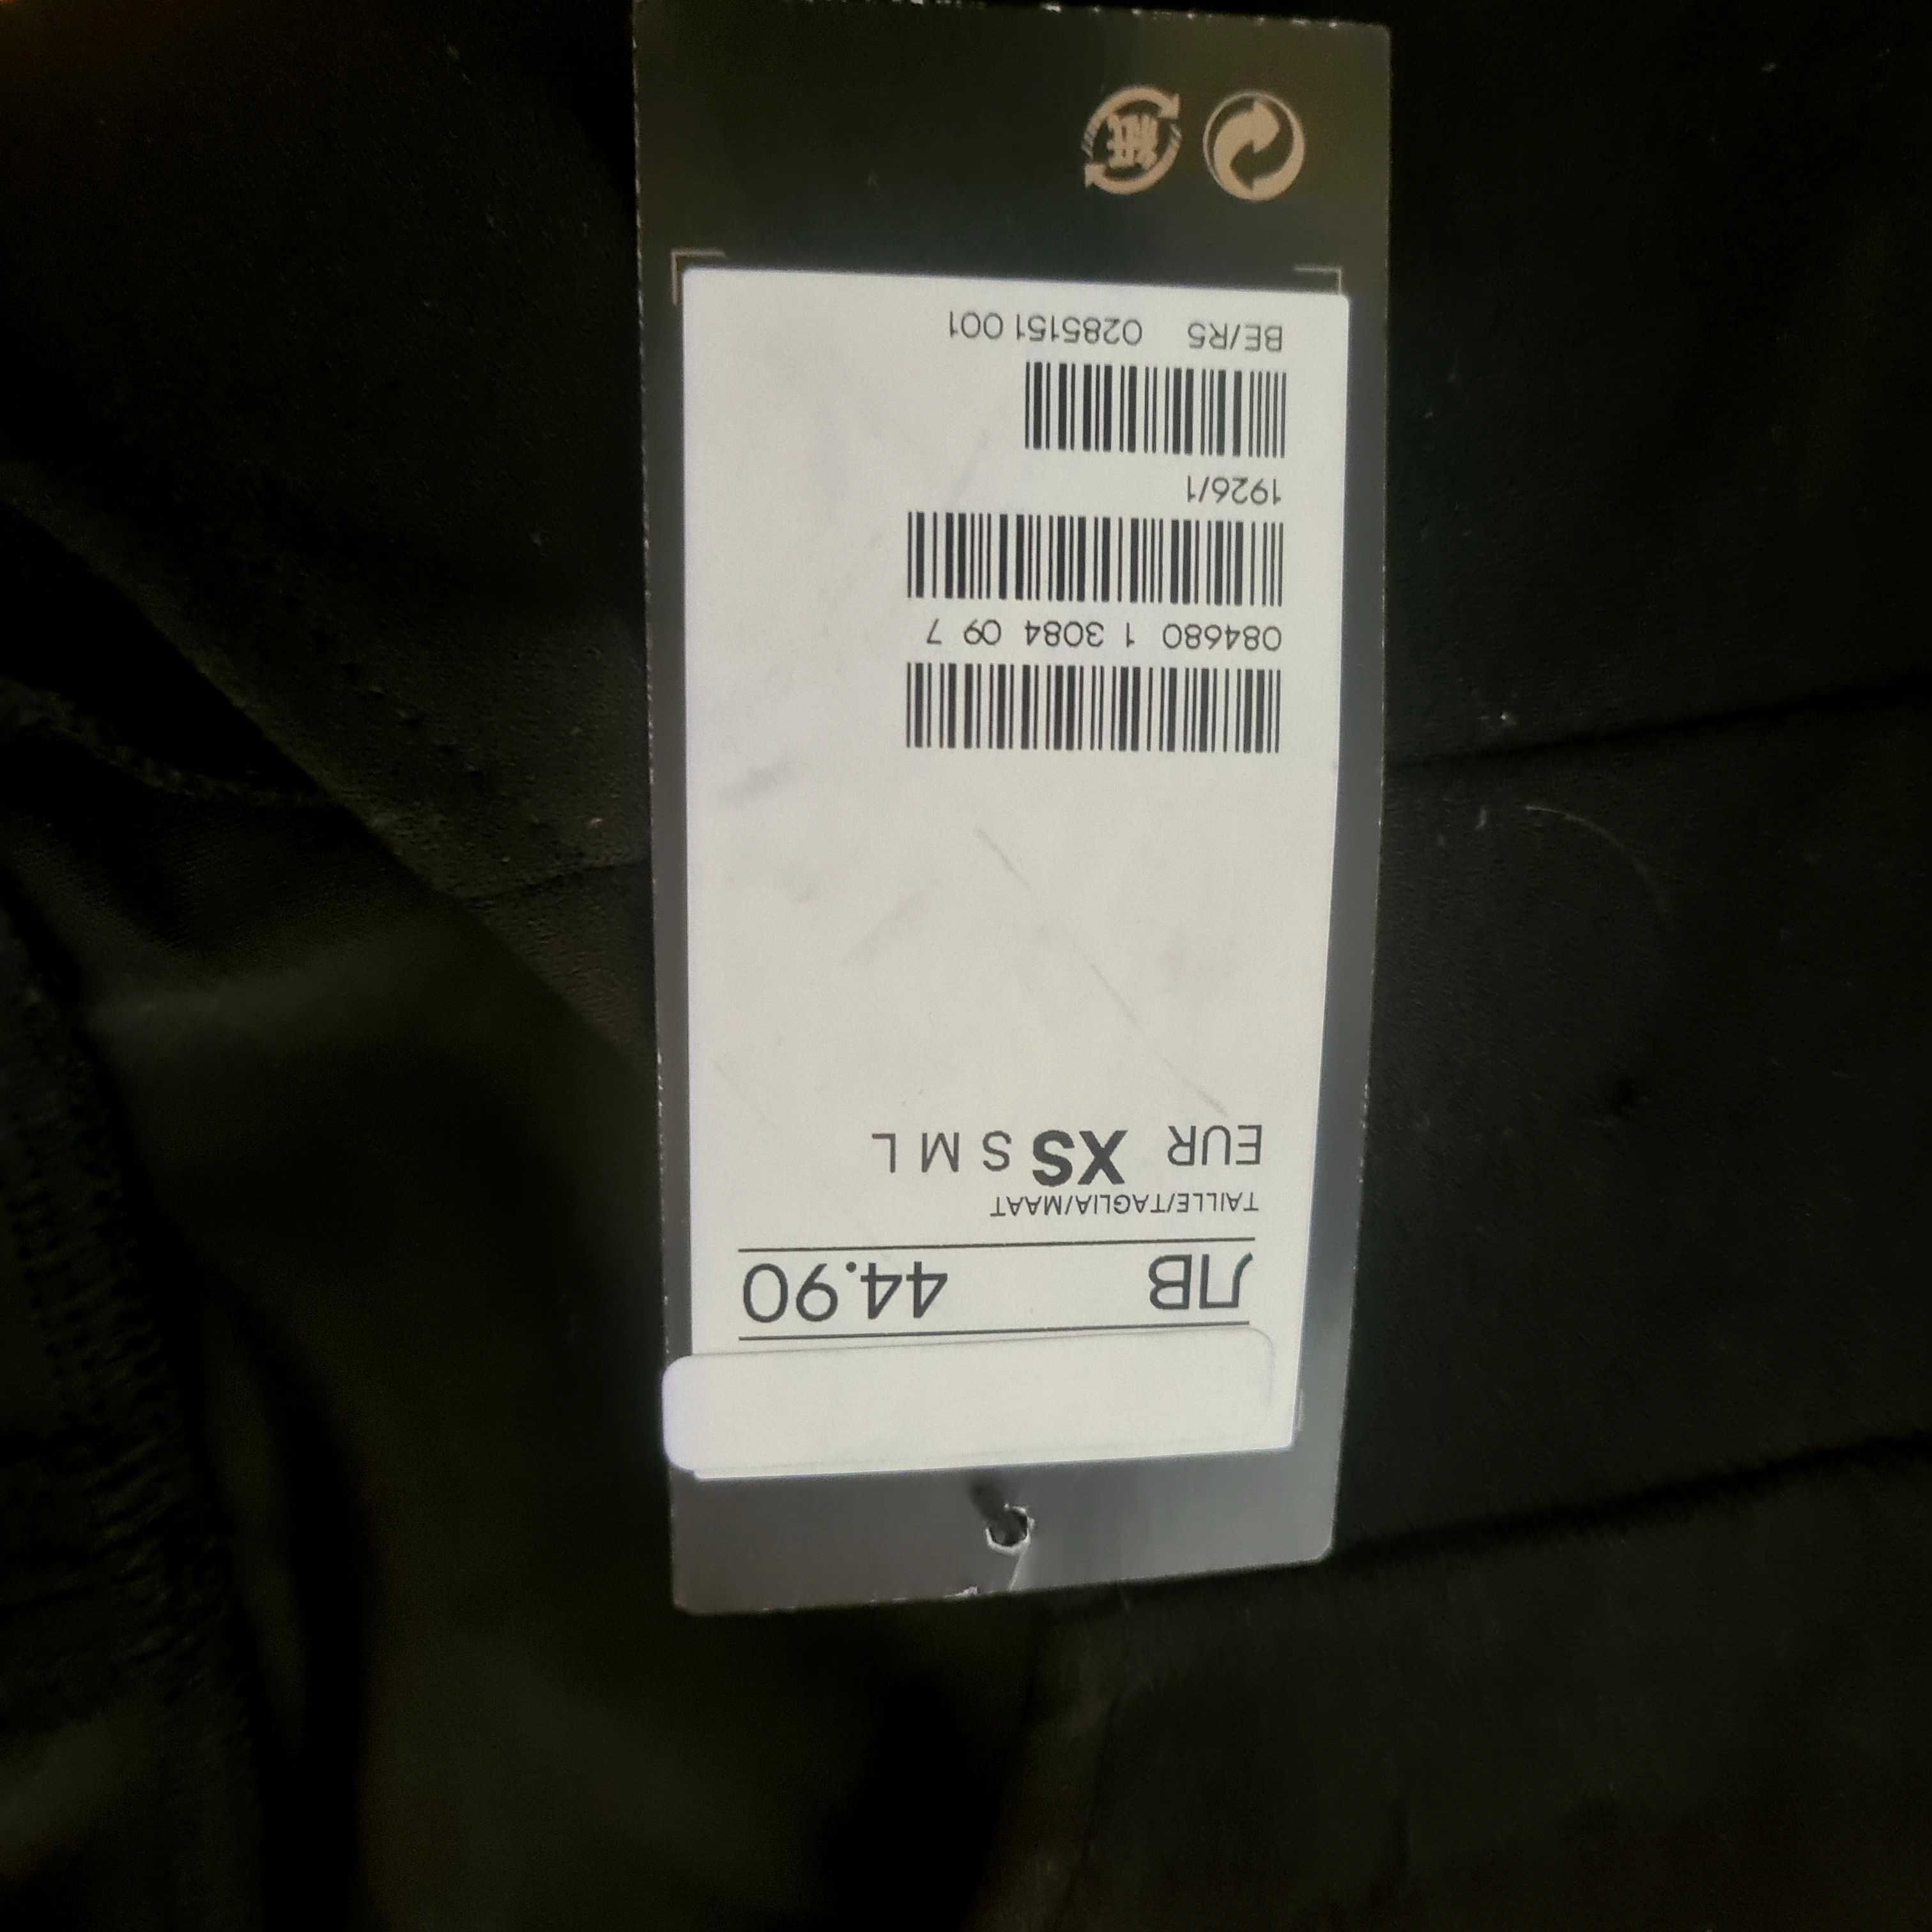 ЛВ 44.90
TAILLE/TAGLIA/MAAT
EUR XS S M L
084680 1 3084 09 7
1926/1
BE/R5 0285151 001
紙